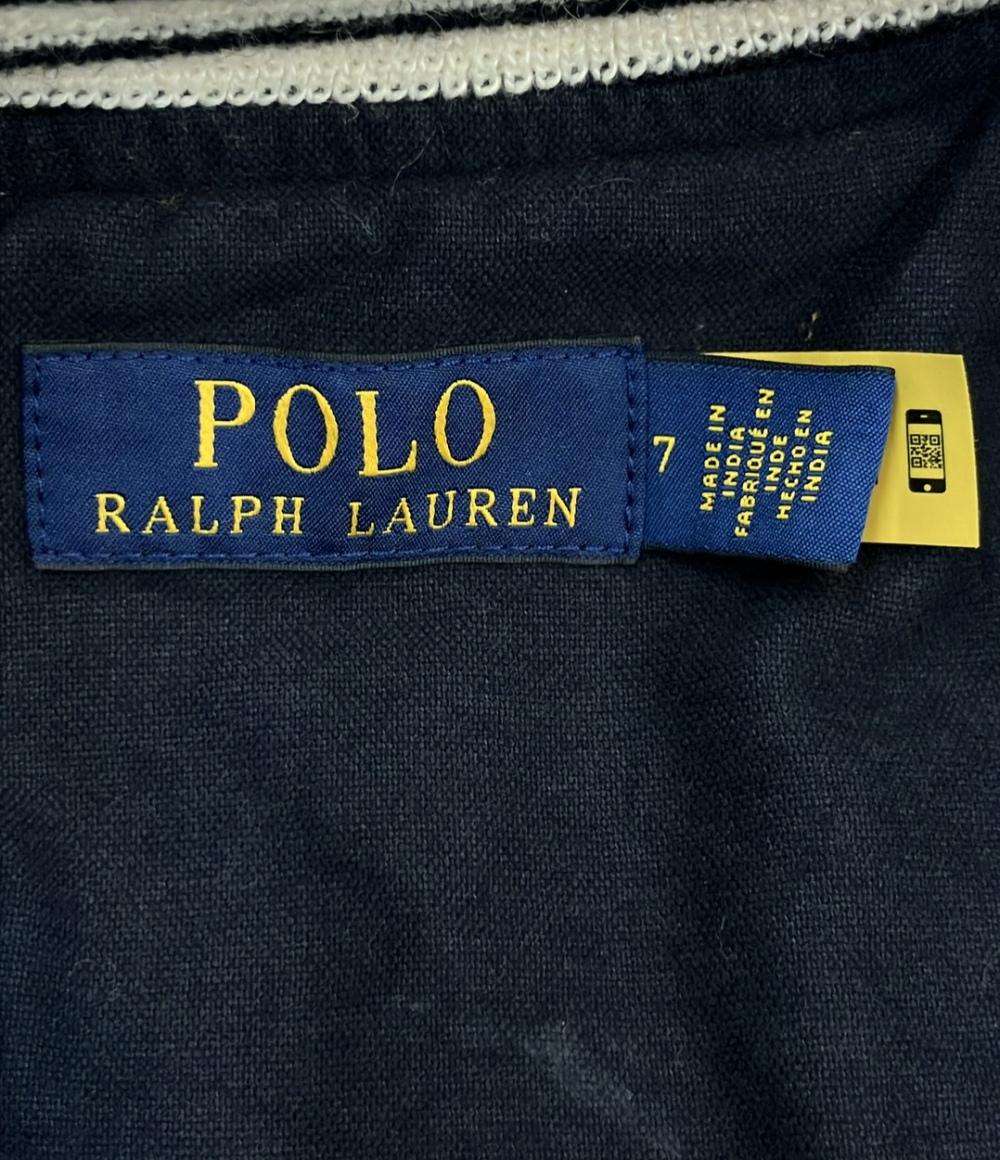 POLO
RALPH LAUREN
7
MADE IN
INDIA
FABRIQUÉ EN
INDE
HECHO EN
INDIA